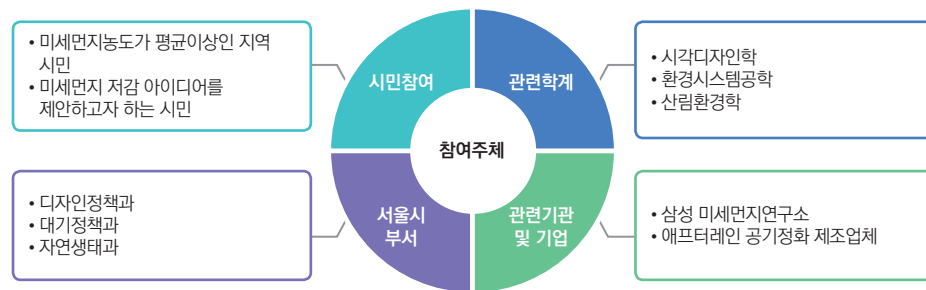 • 미세먼지농도가 평균이상인 지역
시민
• 미세먼지 저감 아이디어를
제안하고자 하는 시민
시민참여
관련학계
• 시각디자인학
• 환경시스템공학
• 산림환경학
참여주체
• 디자인정책과
• 대기정책과
• 자연생태과
서울시
부서
관련기관
및 기업
• 삼성 미세먼지연구소
• 애프터레인 공기정화 제조업체